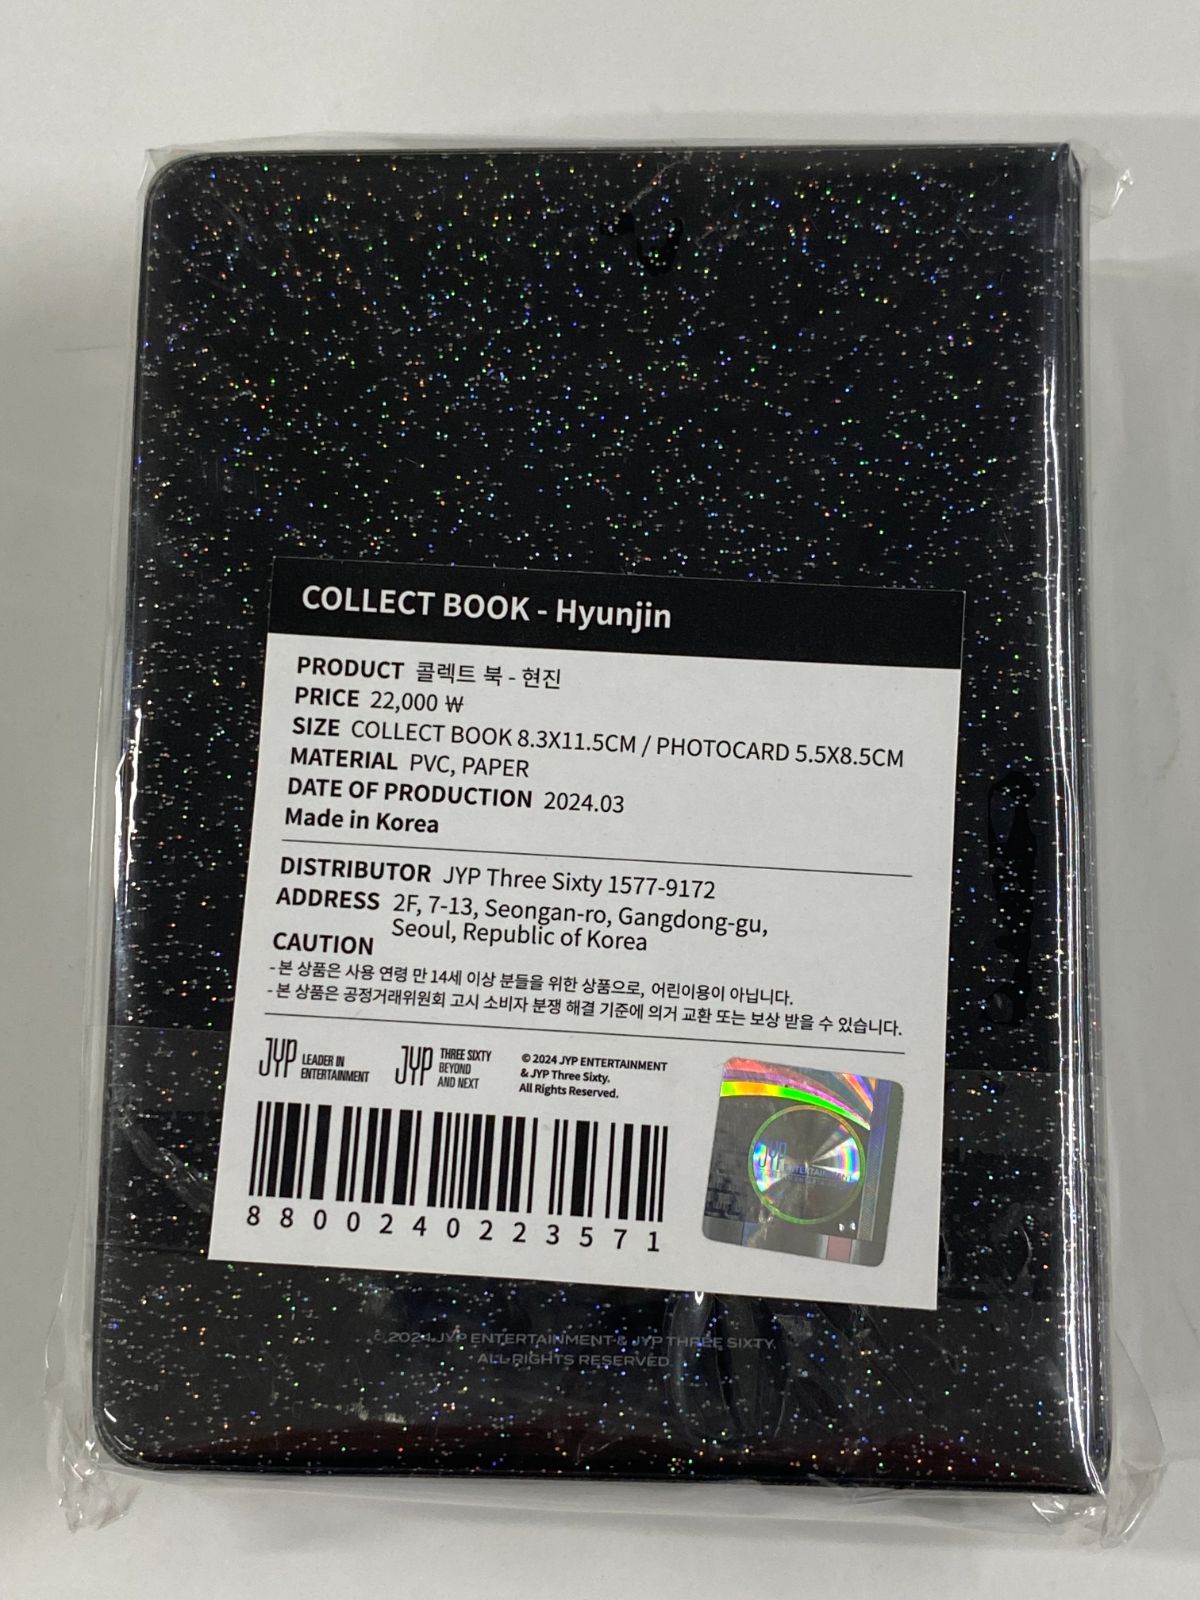 COLLECT BOOK - Hyunjin
PRODUCT 콜렉트 북 - 현진
PRICE 22,000 ₩
SIZE COLLECT BOOK 8.3X11.5CM / PHOTOCARD 5.5X8.5CM
MATERIAL PVC, PAPER
DATE OF PRODUCTION 2024.03
Made in Korea
DISTRIBUTOR JYP Three Sixty 1577-9172
ADDRESS 2F, 7-13, Seongan-ro, Gangdong-gu,
Seoul, Republic of Korea
CAUTION
- 본 상품은 사용 연령 만 14세 이상 분들을 위한 상품으로, 어린이용이 아닙니다.
- 본 상품은 공정거래위원회 고시 소비자 분쟁 해결 기준에 의거 교환 또는 보상 받을 수 있습니다.
JYP LEADER IN
ENTERTAINMENT
JYP THREE SIXTY
BEYOND
AND NEXT
© 2024 JYP ENTERTAINMENT
& JYP Three Sixty.
All Rights Reserved.
JYP ENTERTAINMENT
8800240223571
© 2024 JYP ENTERTAINMENT & JYP THREE SIXTY.
ALL RIGHTS RESERVED.